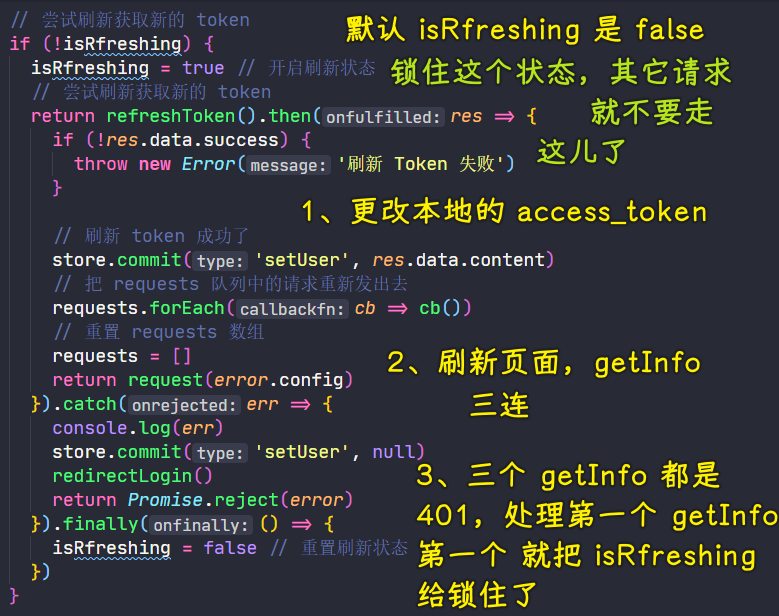 // 尝试刷新获取新的 token
if (!isRfreshing) {
默认 isRfreshing 是 false
isRfreshing = true // 开启刷新状态
锁住这个状态，其它请求
就不要走
这儿了
// 尝试刷新获取新的 token
return refreshToken().then( onfulfilled: res => {
if (!res.data.success) {
throw new Error( message: '刷新 Token 失败')
}
1、更改本地的 access_token
// 刷新 token 成功了
store.commit( type: 'setUser', res.data.content)
// 把 requests 队列中的请求重新发出去
requests.forEach( callbackfn: cb => cb())
// 重置 requests 数组
requests = []
return request(error.config)
2、刷新页面，getInfo
三连
}).catch( onrejected: err => {
console.log(err)
store.commit( type: 'setUser', null)
redirectLogin()
return Promise.reject(error)
}).finally( onfinally: () => {
isRfreshing = false // 重置刷新状态
})
}
3、三个 getInfo 都是
401，处理第一个 getInfo
第一个 就把 isRfreshing
给锁住了